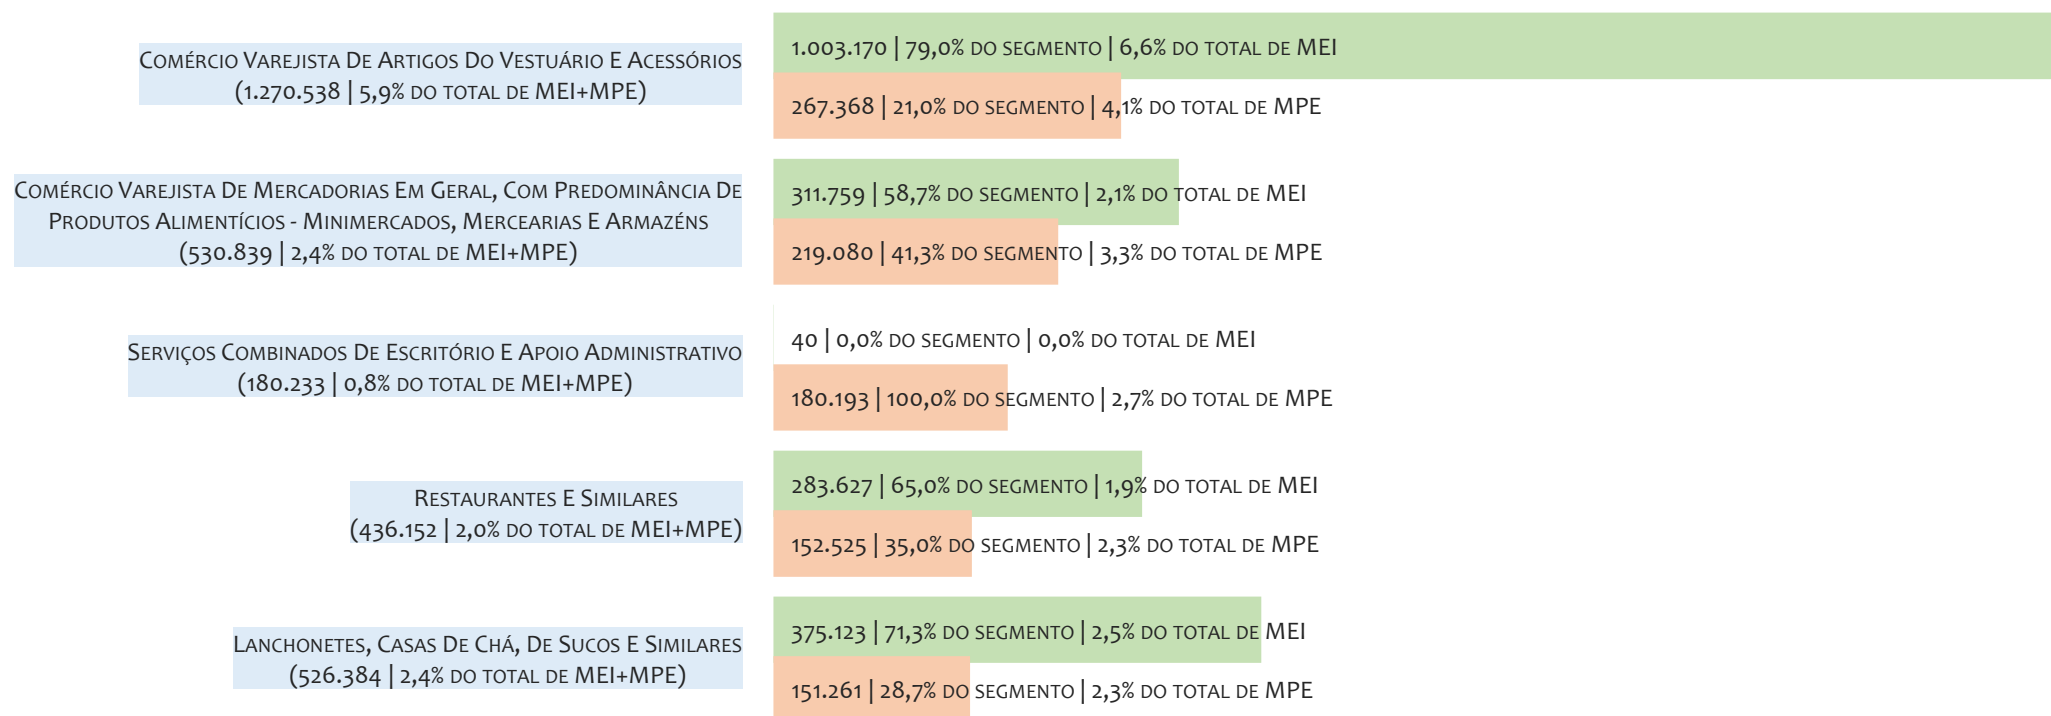 Comércio Varejista De Artigos Do Vestuário E Acessórios
(1.270.538 | 5,9% do total de MEI+MPE)
1.003.170 | 79,0% do segmento | 6,6% do total de MEI
267.368 | 21,0% do segmento | 4,1% do total de MPE
Comércio Varejista De Mercadorias Em Geral, Com Predominância De
Produtos Alimentícios - Minimercados, Mercearias E Armazéns
(530.839 | 2,4% do total de MEI+MPE)
311.759 | 58,7% do segmento | 2,1% do total de MEI
219.080 | 41,3% do segmento | 3,3% do total de MPE
Serviços Combinados De Escritório E Apoio Administrativo
(180.233 | 0,8% do total de MEI+MPE)
40 | 0,0% do segmento | 0,0% do total de MEI
180.193 | 100,0% do segmento | 2,7% do total de MPE
Restaurantes E Similares
(436.152 | 2,0% do total de MEI+MPE)
283.627 | 65,0% do segmento | 1,9% do total de MEI
152.525 | 35,0% do segmento | 2,3% do total de MPE
Lanchonetes, Casas De Chá, De Sucos E Similares
(526.384 | 2,4% do total de MEI+MPE)
375.123 | 71,3% do segmento | 2,5% do total de MEI
151.261 | 28,7% do segmento | 2,3% do total de MPE